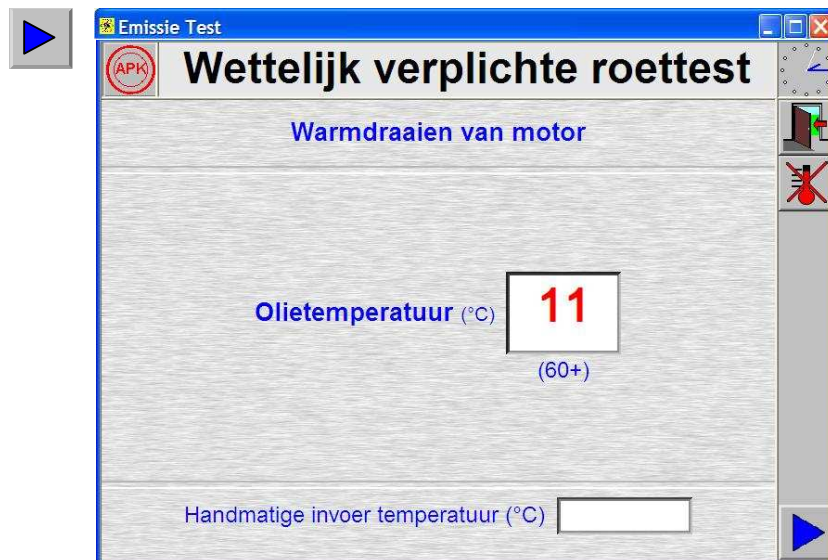 Emissie Test
APK
Wettelijk verplichte roettest
Warmdraaien van motor
Olietemperatuur (°C)
11
(60+)
Handmatige invoer temperatuur (°C)